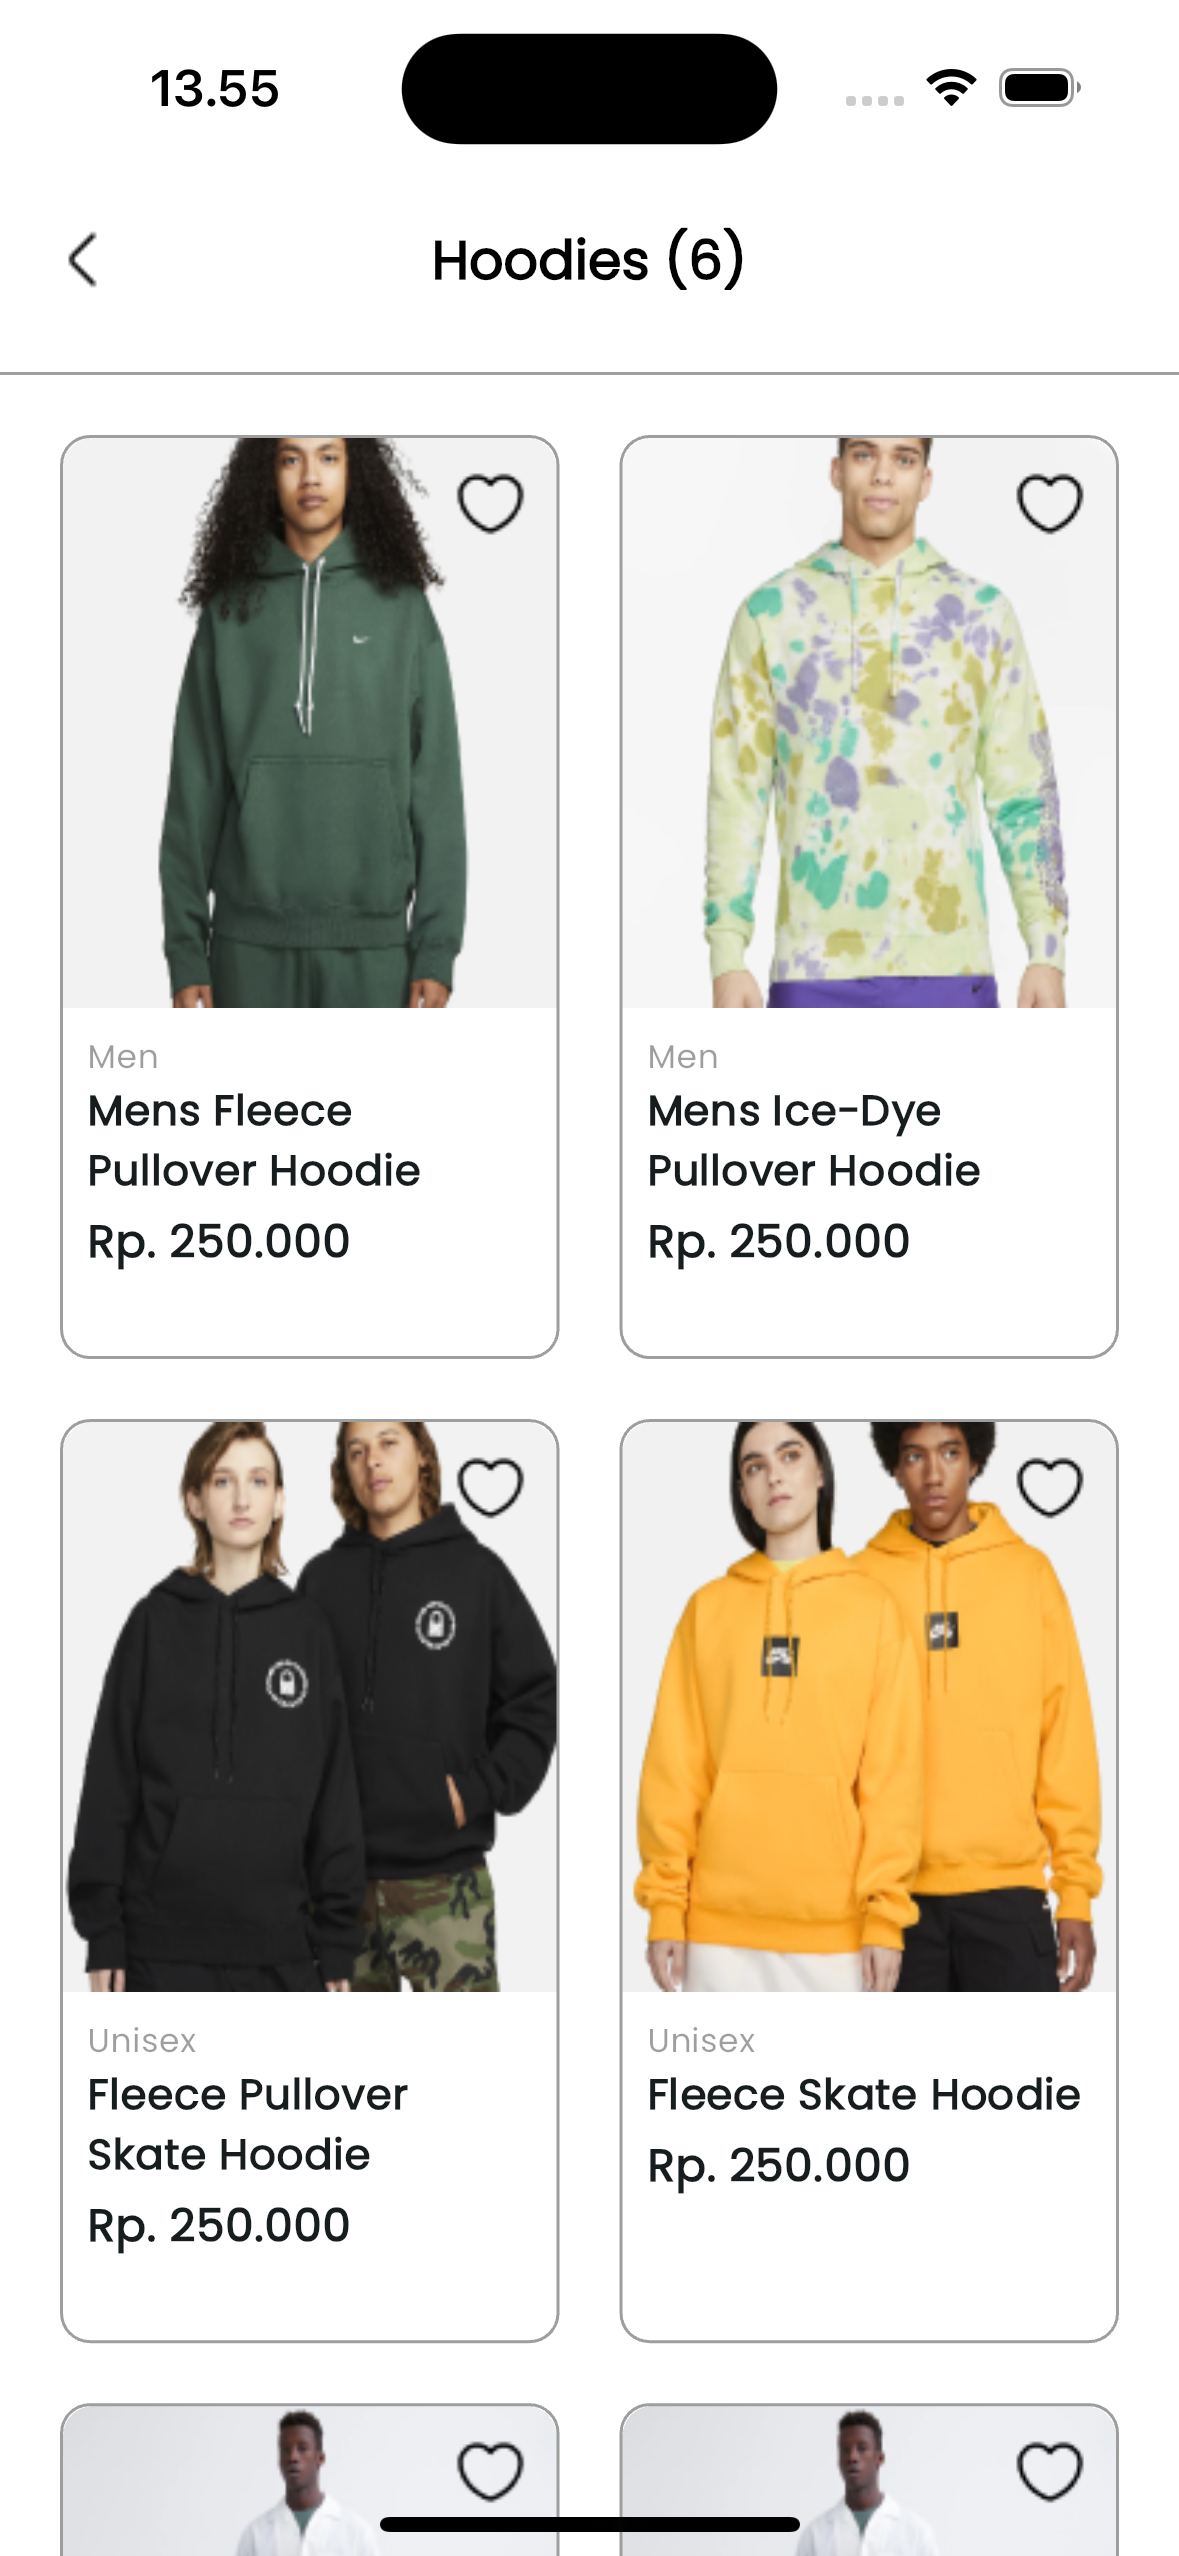 13.55
Hoodies (6)
Men
Mens Fleece
Pullover Hoodie
Rp. 250.000
Men
Mens Ice-Dye
Pullover Hoodie
Rp. 250.000
Unisex
Fleece Pullover
Skate Hoodie
Rp. 250.000
Unisex
Fleece Skate Hoodie
Rp. 250.000